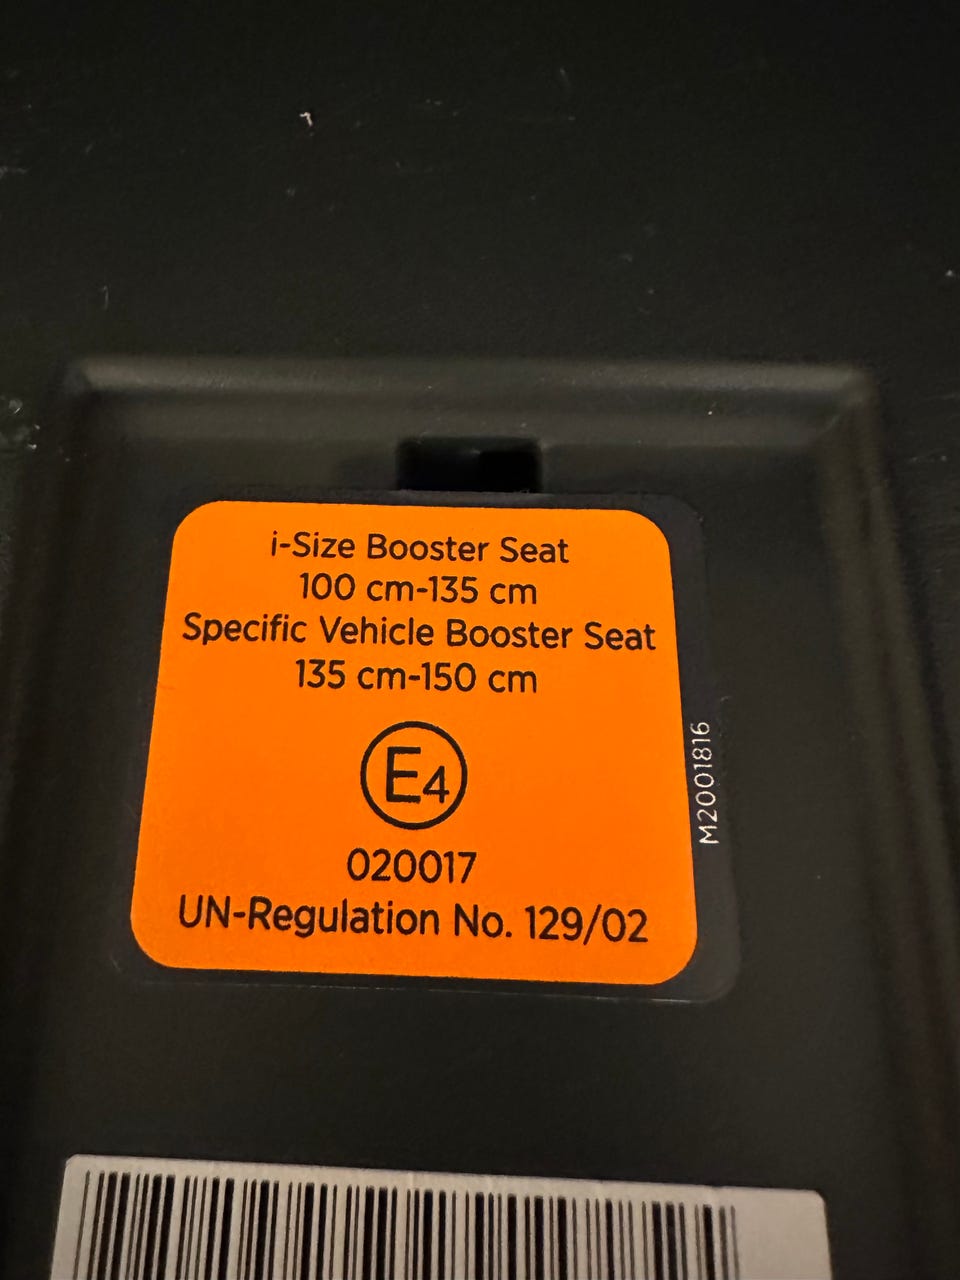 i-Size Booster Seat
100 cm-135 cm
Specific Vehicle Booster Seat
135 cm-150 cm
E4
020017
UN-Regulation No. 129/02
M2001816